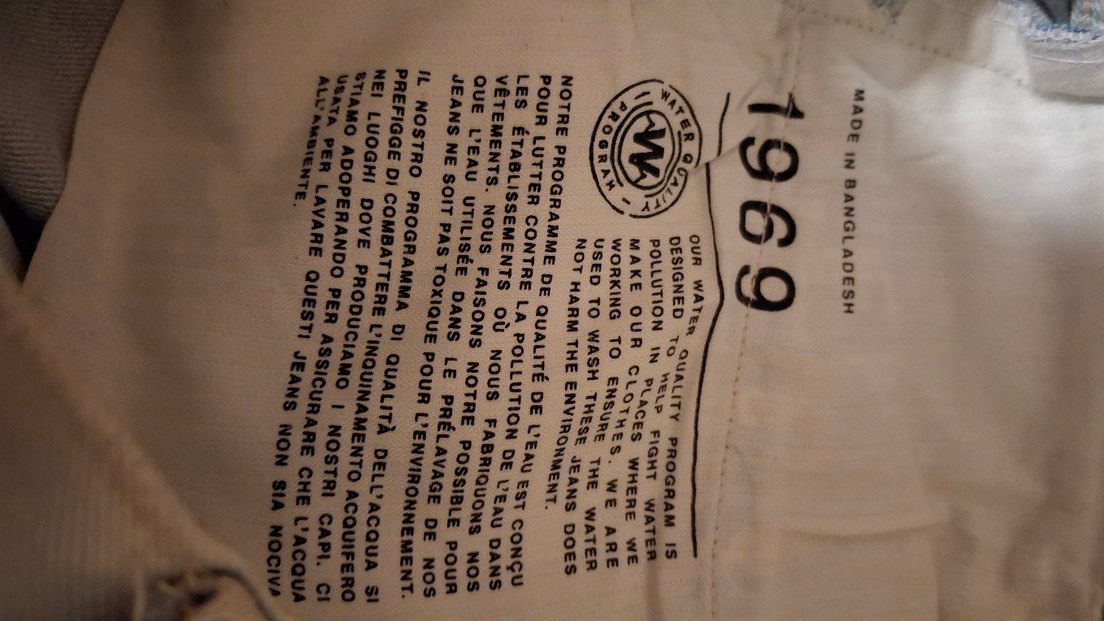 MADE IN BANGLADESH
1969
WATER QUALITY
PROGRAM
OUR WATER QUALITY PROGRAM IS
DESIGNED TO HELP FIGHT WATER
POLLUTION IN PLACES WHERE WE
MAKE OUR CLOTHES. WE ARE
WORKING TO ENSURE THE WATER
USED TO WASH THESE JEANS DOES
NOT HARM THE ENVIRONMENT.
NOTRE PROGRAMME DE QUALITÉ DE L'EAU EST CONÇU
POUR LUTTER CONTRE LA POLLUTION DE L'EAU DANS
LES ÉTABLISSEMENTS OÙ NOUS FABRIQUONS NOS
VÊTEMENTS. NOUS FAISONS NOTRE POSSIBLE POUR
QUE L'EAU UTILISÉE DANS LE PRÉLAVAGE DE NOS
JEANS NE SOIT PAS TOXIQUE POUR L'ENVIRONNEMENT.
IL NOSTRO PROGRAMMA DI QUALITÀ DELL'ACQUA SI
PREFIGGE DI COMBATTERE L'INQUINAMENTO ACQUIFERO
NEI LUOGHI DOVE PRODUCIAMO I NOSTRI CAPI. CI
STIAMO ADOPERANDO PER ASSICURARE CHE L'ACQUA
USATA PER LAVARE QUESTI JEANS NON SIA NOCIVA
ALL'AMBIENTE.